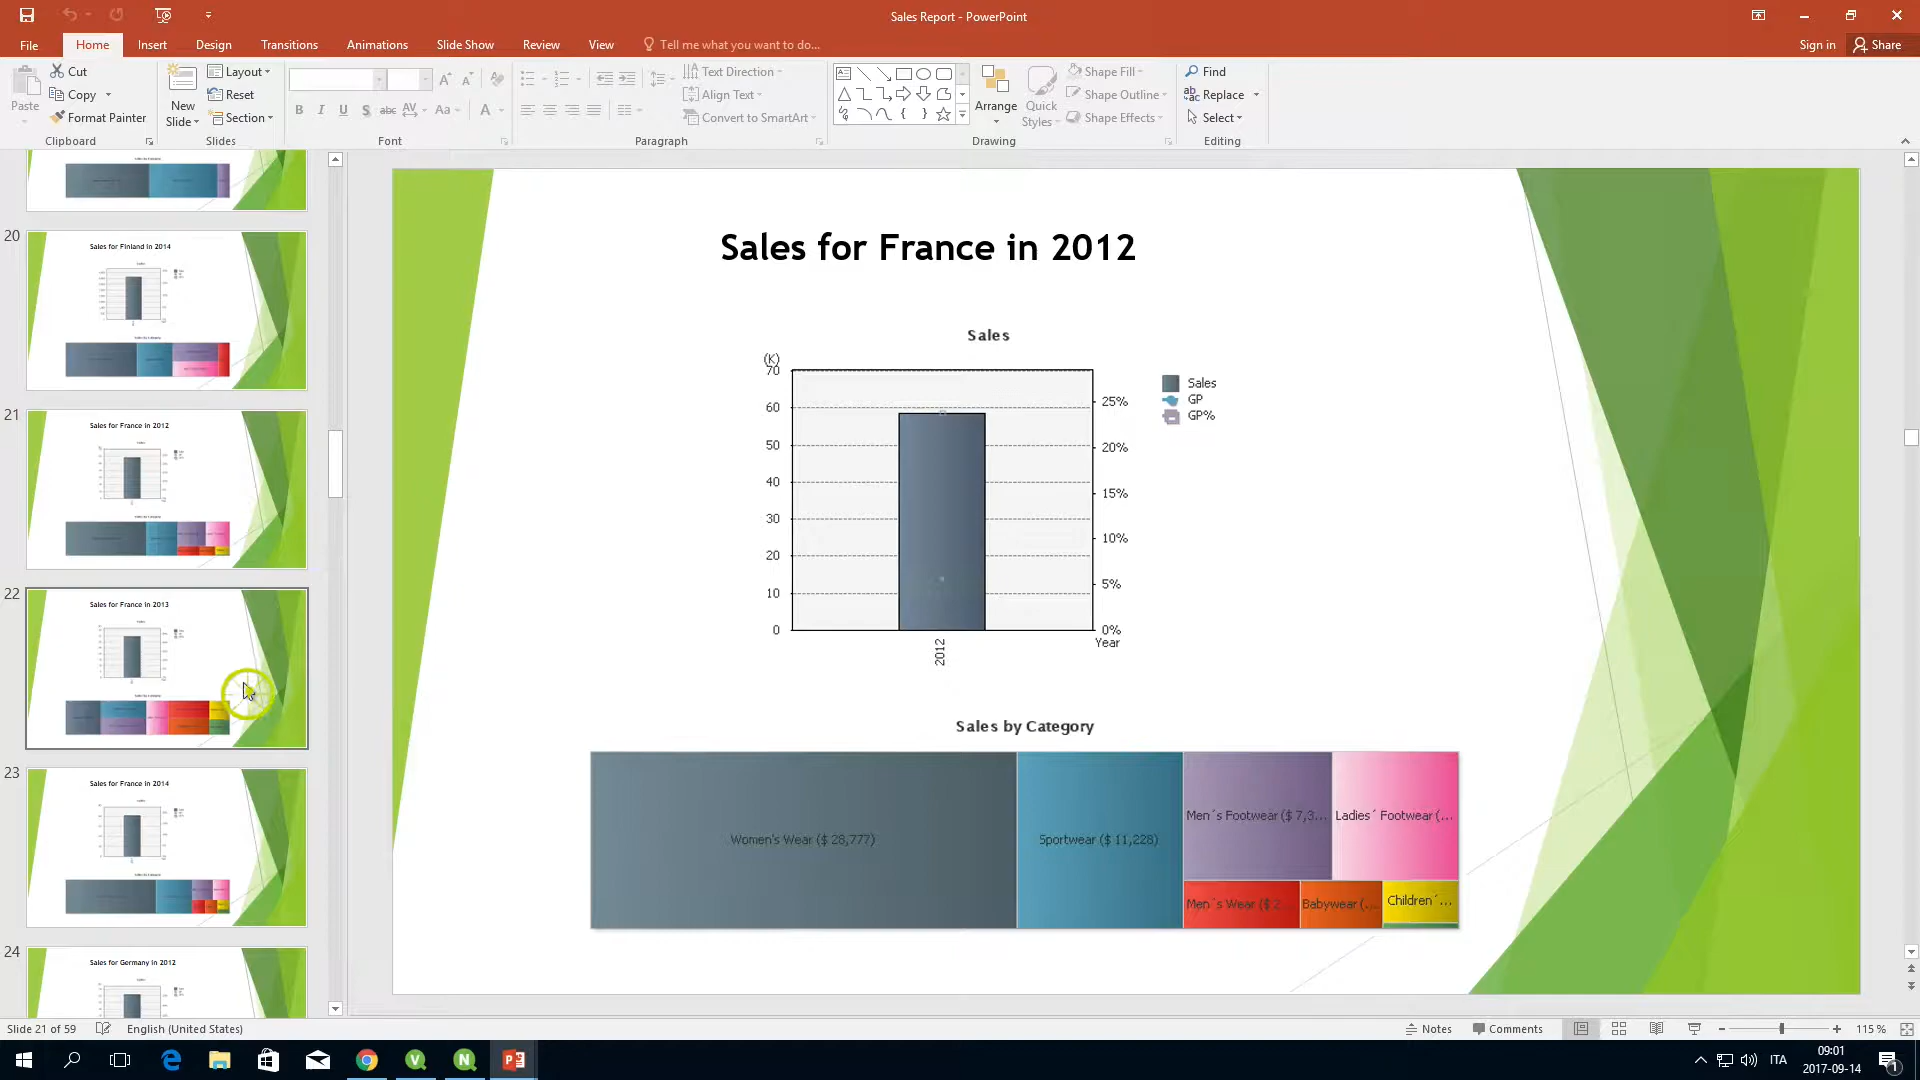 Sales Report - PowerPoint
File Home Insert Design Transitions Animations Slide Show Review View Tell me what you want to do... Sign in Share
Paste Cut Copy Format Painter Clipboard
New Slide Layout Reset Section Slides
B I U S abc AV Aa A Font
Text Direction Align Text Convert to SmartArt Paragraph
Arrange Quick Styles Shape Fill Shape Outline Shape Effects Drawing
Find Replace Select Editing
20
Sales for Finland in 2014
21
Sales for France in 2012
22
Sales for France in 2013
23
Sales for France in 2014
24
Sales for Germany in 2012
Sales for France in 2012
Sales
(K)
70
60
50
40
30
20
10
0
25%
20%
15%
10%
5%
0%
Year
2012
Sales
GP
GP%
Sales by Category
Women's Wear ($ 28,777)
Sportwear ($ 11,228)
Men´s Footwear ($ 7,3...
Ladies´ Footwear (...
Men´s Wear ($ 2...
Babywear (...
Children´...
Slide 21 of 59 English (United States) Notes Comments 115 %
ITA
09:01
2017-09-14